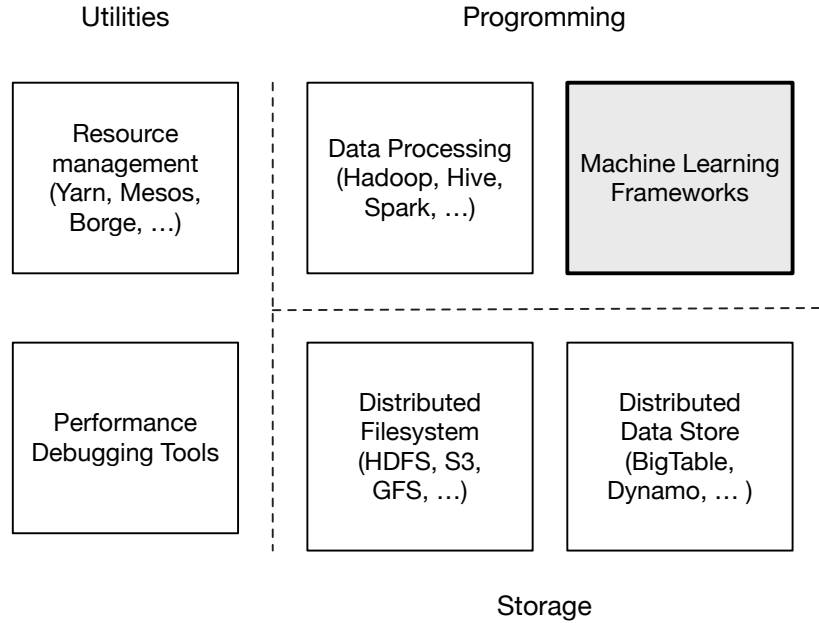 Utilities
Progromming
Resource
management
(Yarn, Mesos,
Borge, …)
Data Processing
(Hadoop, Hive,
Spark, …)
Machine Learning
Frameworks
Performance
Debugging Tools
Distributed
Filesystem
(HDFS, S3,
GFS, …)
Distributed
Data Store
(BigTable,
Dynamo, … )
Storage